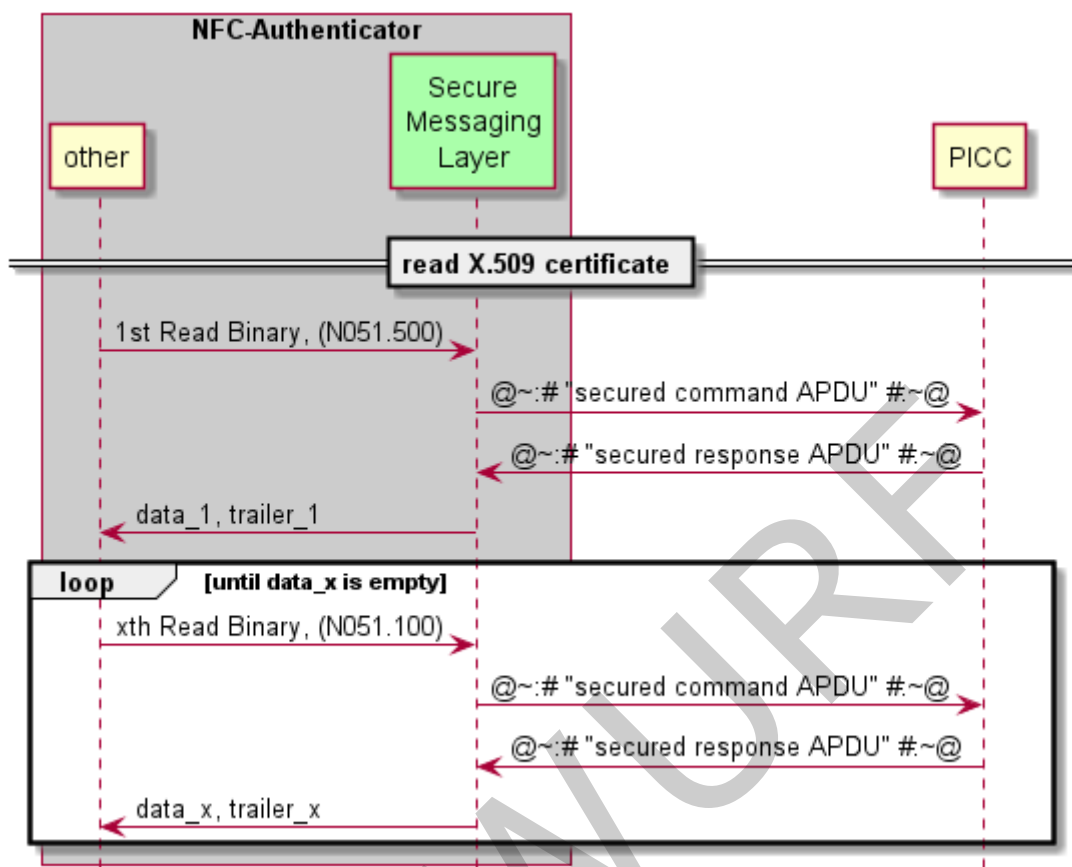 NFC-Authenticator
Secure
Messaging
Layer
other
PICC
read X.509 certificate
1st Read Binary, (N051.500)
@~:# "secured command APDU" #:~@
@~:# "secured response APDU" #:~@
data_1, trailer_1
loop
[until data_x is empty]
xth Read Binary, (N051.100)
@~:# "secured command APDU" #:~@
@~:# "secured response APDU" #:~@
data_x, trailer_x
WURF